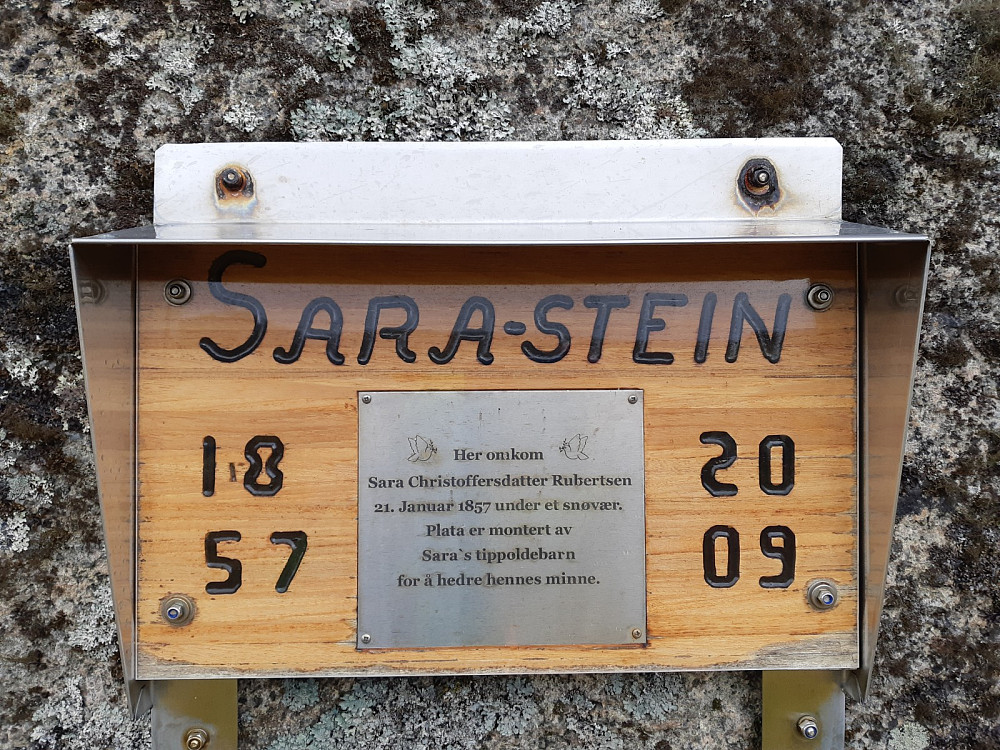 SARA-STEIN
18
57
Her omkom
Sara Christoffersdatter Rubertsen
21. Januar 1857 under et snøvær.
Plata er montert av
Sara`s tippoldebarn
for å hedre hennes minne.
20
09